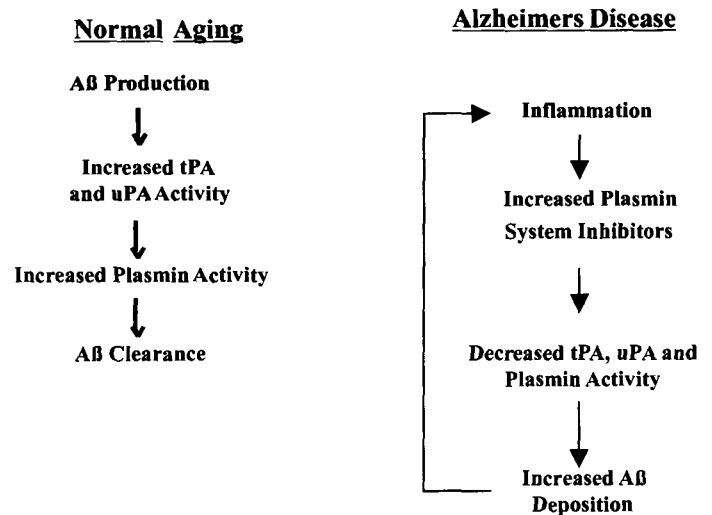 Normal Aging
Aß Production
Increased tPA
and uPA Activity
Increased Plasmin Activity
Aß Clearance
Alzheimers Disease
Inflammation
Increased Plasmin
System Inhibitors
Decreased tPA, uPA and
Plasmin Activity
Increased Aß
Deposition